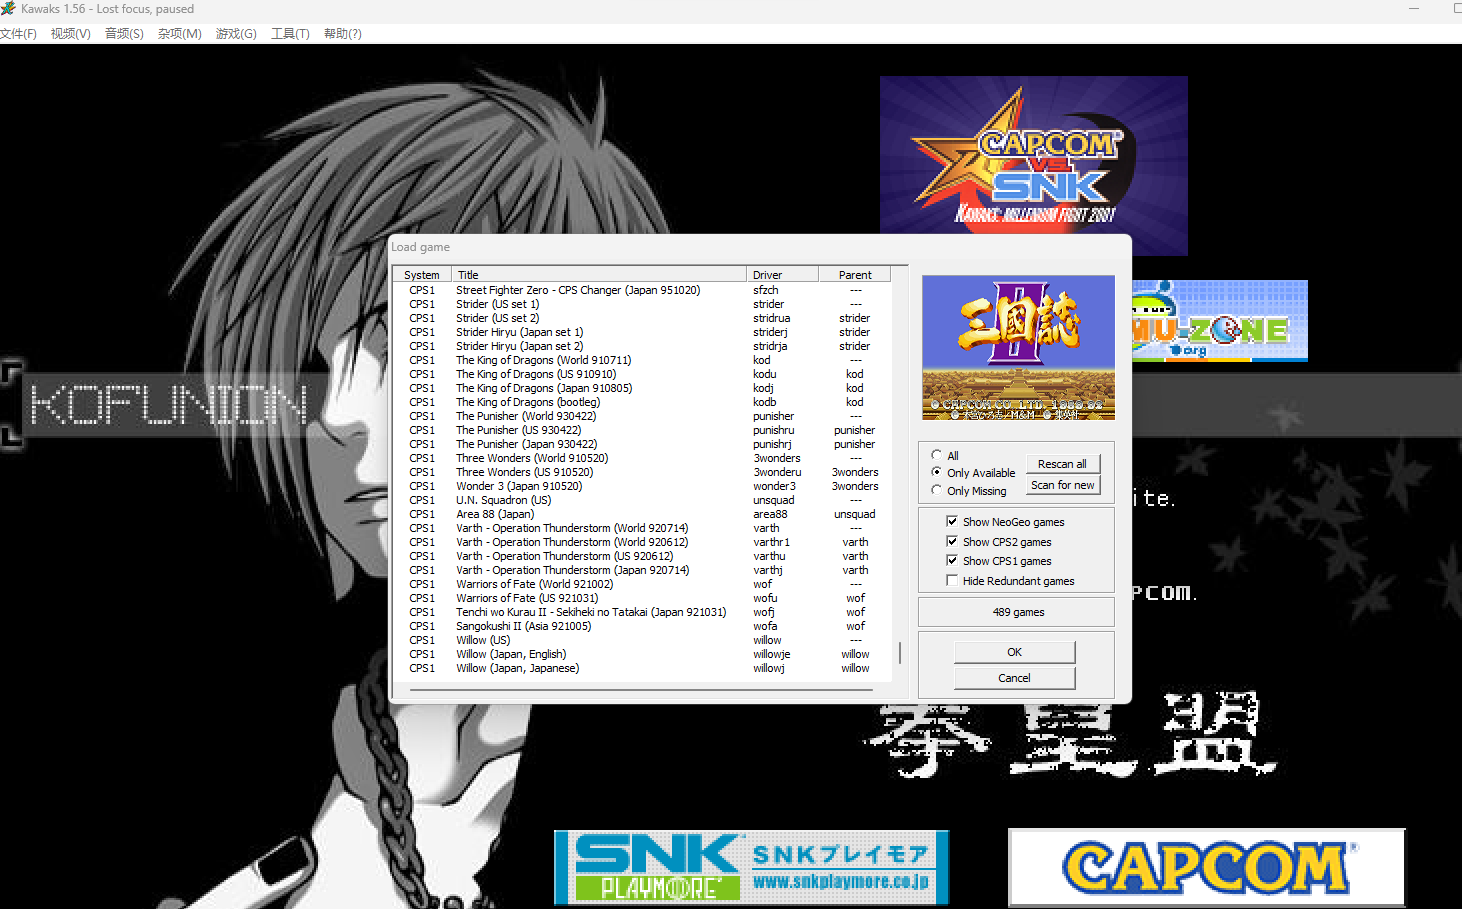 Kawaks 1.56 - Lost focus, paused
文件(F) 视频(V) 音频(S) 杂项(M) 游戏(G) 工具(T) 帮助(?)
CAPCOM
VS.
SNK
KAWAKS: MILLENIUM FIGHT 2001
MU-ZONE
.org
KOFUNION
Load game
System Title Driver Parent
CPS1 Street Fighter Zero - CPS Changer (Japan 951020) sfzch ---
CPS1 Strider (US set 1) strider ---
CPS1 Strider (US set 2) stridrua strider
CPS1 Strider Hiryu (Japan set 1) striderj strider
CPS1 Strider Hiryu (Japan set 2) stridrja strider
CPS1 The King of Dragons (World 910711) kod ---
CPS1 The King of Dragons (US 910910) kodu kod
CPS1 The King of Dragons (Japan 910805) kodj kod
CPS1 The King of Dragons (bootleg) kodb kod
CPS1 The Punisher (World 930422) punisher ---
CPS1 The Punisher (US 930422) punishru punisher
CPS1 The Punisher (Japan 930422) punishrj punisher
CPS1 Three Wonders (World 910520) 3wonders ---
CPS1 Three Wonders (US 910520) 3wonderu 3wonders
CPS1 Wonder 3 (Japan 910520) wonder3 3wonders
CPS1 U.N. Squadron (US) unsquad ---
CPS1 Area 88 (Japan) area88 unsquad
CPS1 Varth - Operation Thunderstorm (World 920714) varth ---
CPS1 Varth - Operation Thunderstorm (World 920612) varthr1 varth
CPS1 Varth - Operation Thunderstorm (US 920612) varthu varth
CPS1 Varth - Operation Thunderstorm (Japan 920714) varthj varth
CPS1 Warriors of Fate (World 921002) wof ---
CPS1 Warriors of Fate (US 921031) wofu wof
CPS1 Tenchi wo Kurau II - Sekiheki no Tatakai (Japan 921031) wofj wof
CPS1 Sangokushi II (Asia 921005) wofa wof
CPS1 Willow (US) willow ---
CPS1 Willow (Japan, English) willowje willow
CPS1 Willow (Japan, Japanese) willowj willow
三國誌
II
© CAPCOM CO. LTD. 1989,92
M&M © 集英社
All
Only Available
Only Missing
Rescan all
Scan for new
Show NeoGeo games
Show CPS2 games
Show CPS1 games
Hide Redundant games
489 games
OK
Cancel
ite.
pcom.
拳皇盟
SNK
PLAYMORE
SNKプレイモア
www.snkplaymore.co.jp
CAPCOM